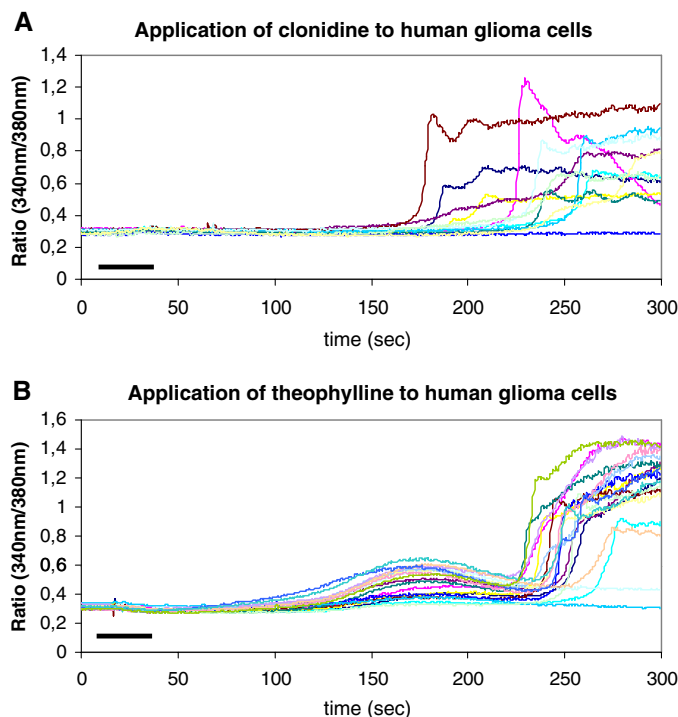 A
Application of clonidine to human glioma cells
Ratio (340nm/380nm)
1,4
1,2
1
0,8
0,6
0,4
0,2
0
0 50 100 150 200 250 300
time (sec)
B
Application of theophylline to human glioma cells
Ratio (340nm/380nm)
1,6
1,4
1,2
1
0,8
0,6
0,4
0,2
0
0 50 100 150 200 250 300
time (sec)